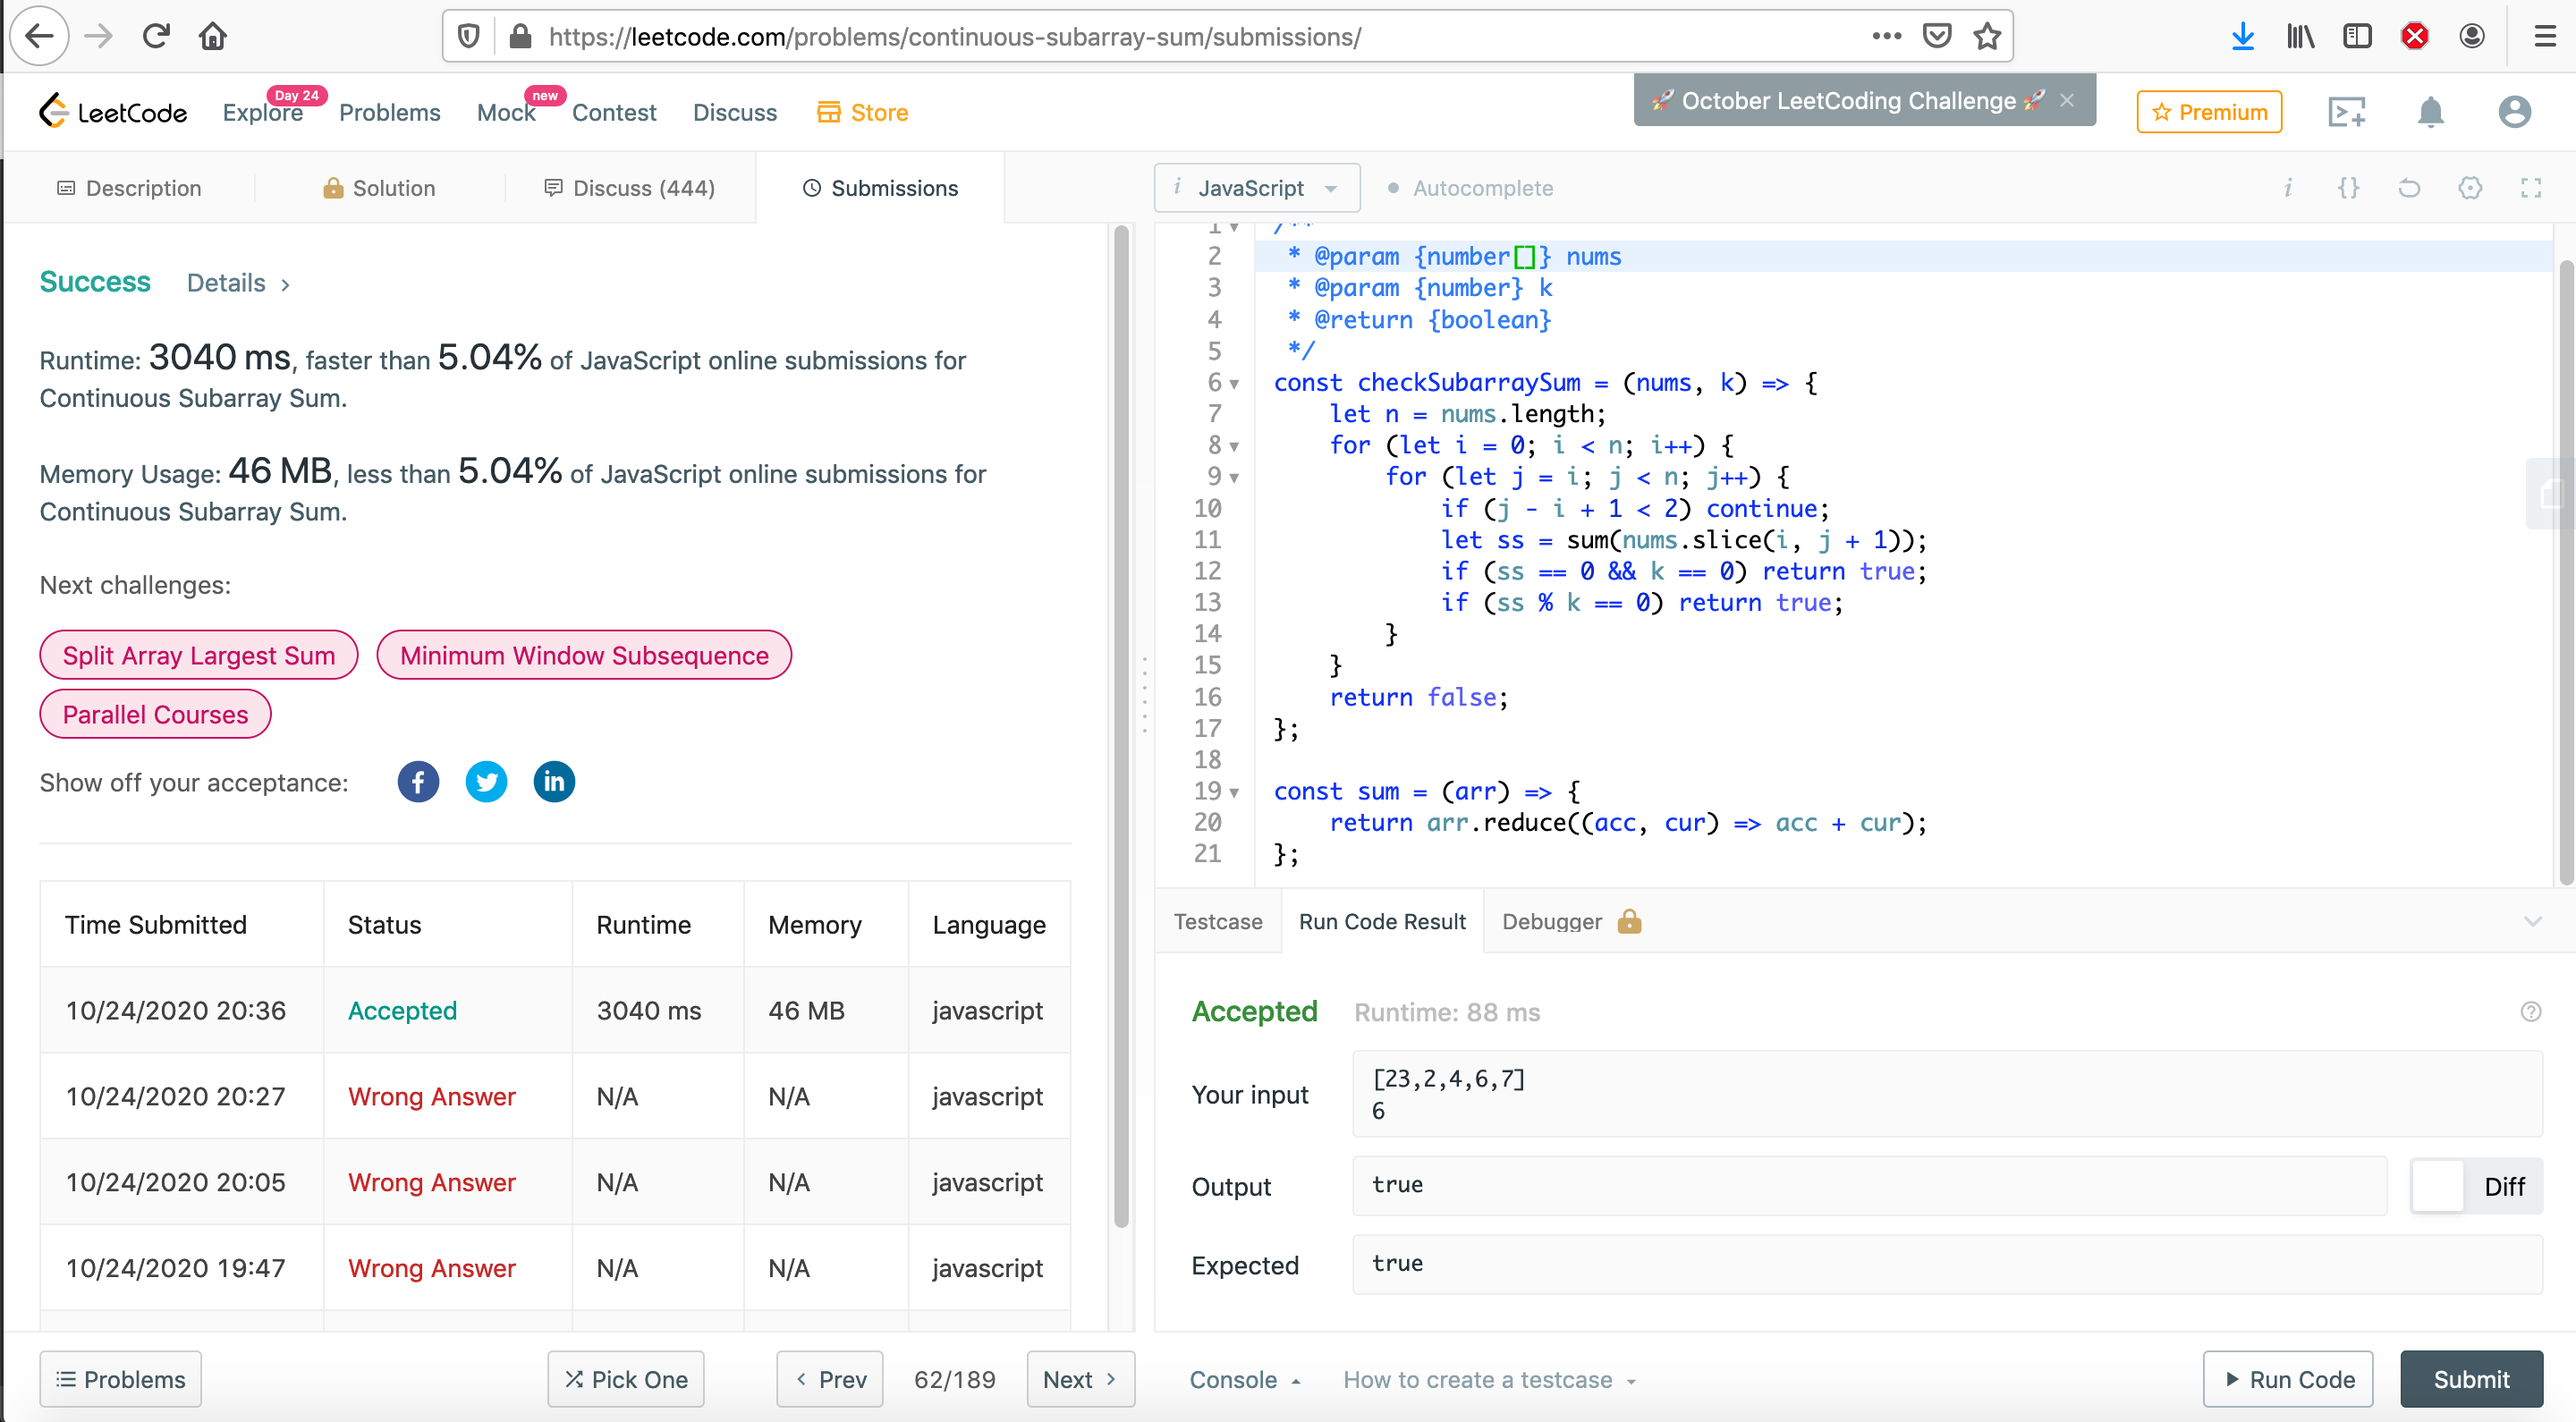 https://leetcode.com/problems/continuous-subarray-sum/submissions/
LeetCode
Explore
Day 24
Problems
Mock
new
Contest
Discuss
Store
🚀 October LeetCoding Challenge 🚀 ×
Premium
Description
Solution
Discuss (444)
Submissions
i JavaScript
Autocomplete
Success Details >
Runtime: 3040 ms, faster than 5.04% of JavaScript online submissions for
Continuous Subarray Sum.
Memory Usage: 46 MB, less than 5.04% of JavaScript online submissions for
Continuous Subarray Sum.
Next challenges:
Split Array Largest Sum
Minimum Window Subsequence
Parallel Courses
Show off your acceptance:
Time Submitted Status Runtime Memory Language
10/24/2020 20:36 Accepted 3040 ms 46 MB javascript
10/24/2020 20:27 Wrong Answer N/A N/A javascript
10/24/2020 20:05 Wrong Answer N/A N/A javascript
10/24/2020 19:47 Wrong Answer N/A N/A javascript
Problems
Pick One
< Prev
62/189
Next >
1 /**
2 * @param {number[]} nums
3 * @param {number} k
4 * @return {boolean}
5 */
6 const checkSubarraySum = (nums, k) => {
7 let n = nums.length;
8 for (let i = 0; i < n; i++) {
9 for (let j = i; j < n; j++) {
10 if (j - i + 1 < 2) continue;
11 let ss = sum(nums.slice(i, j + 1));
12 if (ss == 0 && k == 0) return true;
13 if (ss % k == 0) return true;
14 }
15 }
16 return false;
17 };
18
19 const sum = (arr) => {
20 return arr.reduce((acc, cur) => acc + cur);
21 };
Testcase
Run Code Result
Debugger
Accepted Runtime: 88 ms
Your input
[23,2,4,6,7]
6
Output
true
Diff
Expected
true
Console
How to create a testcase
Run Code
Submit